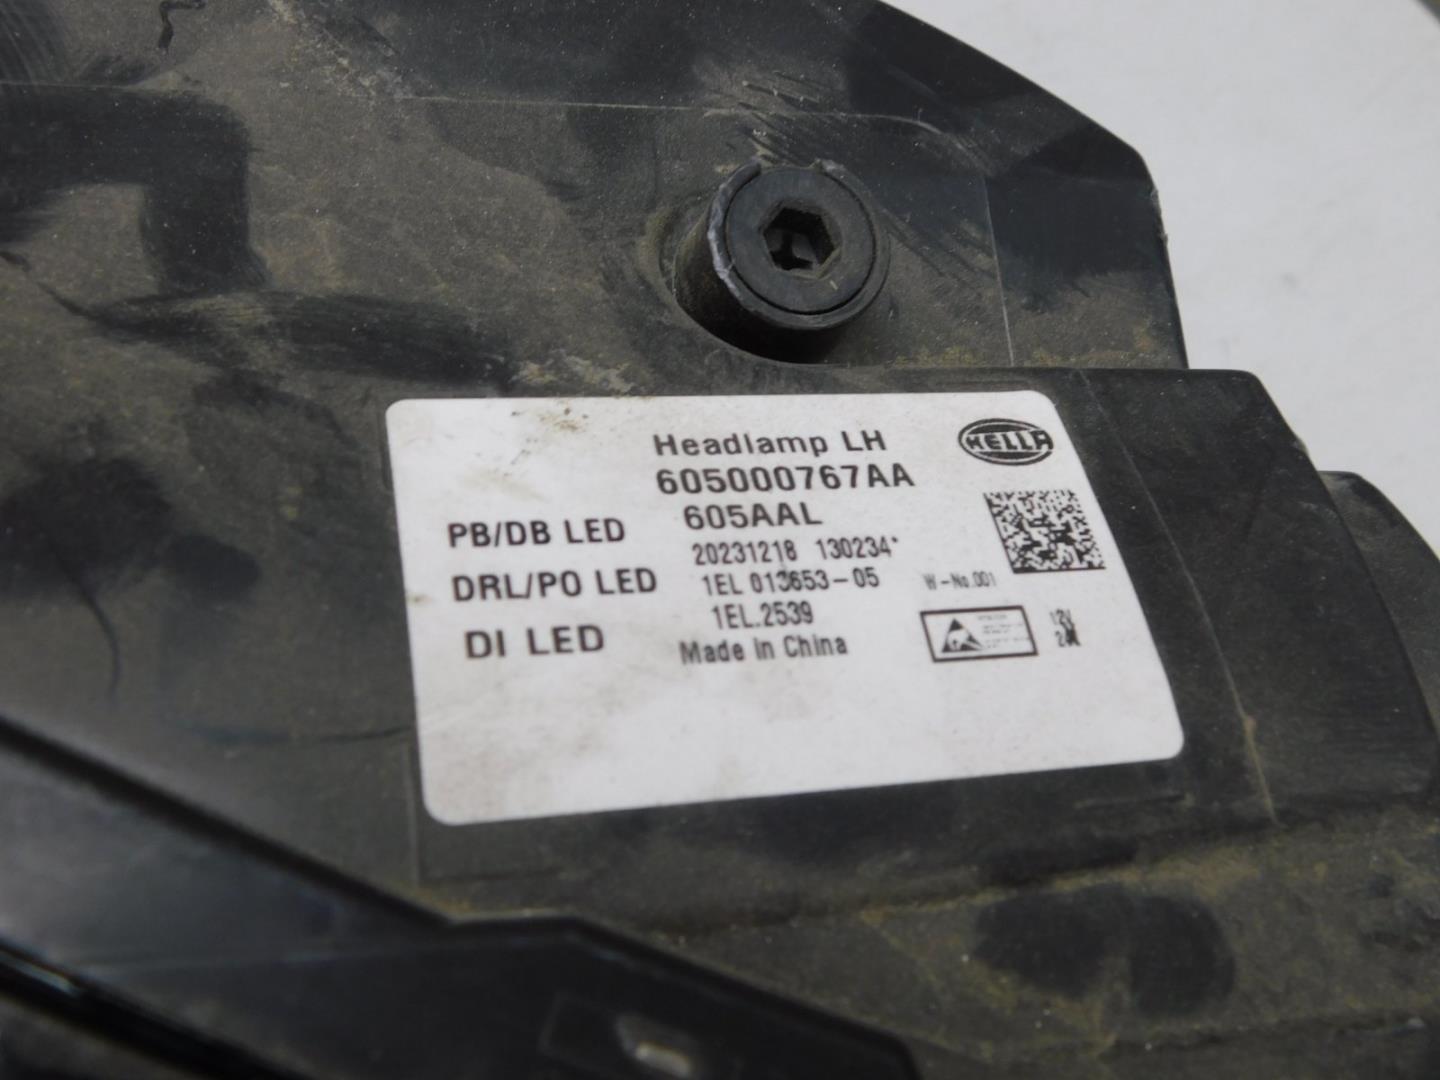 Headlamp LH
HELLA
605000767AA
605AAL
PB/DB LED
20231218 130234*
DRL/PO LED
1EL 013653-05
W-No.001
1EL.2539
DI LED
Made in China
12V